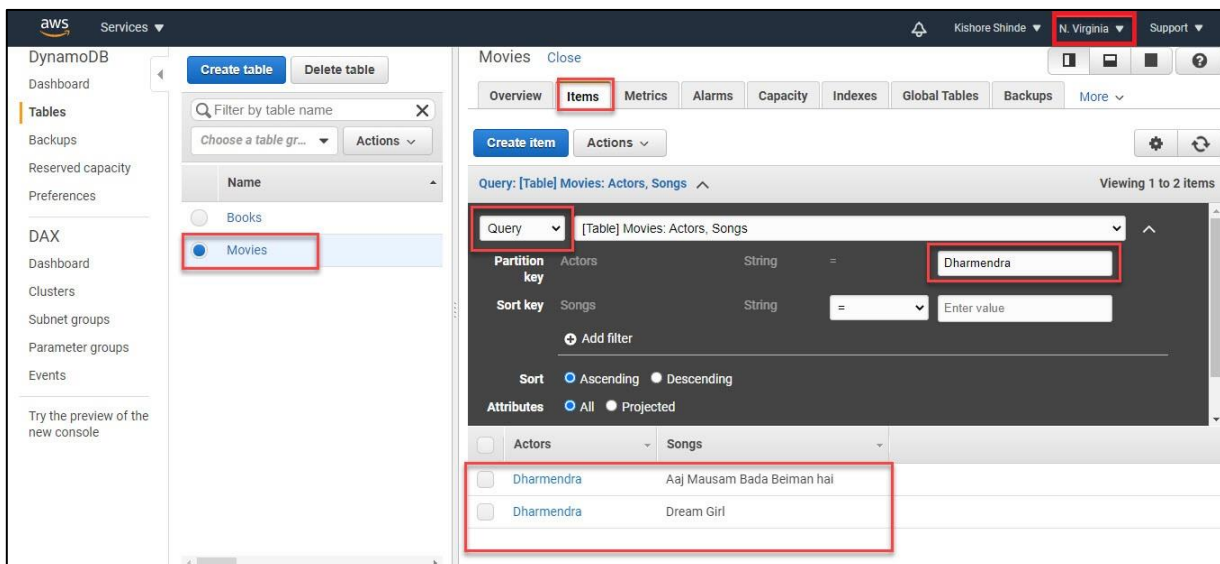 aws Services Kishore Shinde N. Virginia Support
DynamoDB
Dashboard
Tables
Backups
Reserved capacity
Preferences
DAX
Dashboard
Clusters
Subnet groups
Parameter groups
Events
Try the preview of the
new console
Create table Delete table
Filter by table name X
Choose a table gr... Actions
Name
Books
Movies
Movies Close
Overview Items Metrics Alarms Capacity Indexes Global Tables Backups More
Create item Actions
Query: [Table] Movies: Actors, Songs Viewing 1 to 2 items
Query [Table] Movies: Actors, Songs
Partition key Actors String = Dharmendra
Sort key Songs String = Enter value
Add filter
Sort Ascending Descending
Attributes All Projected
Actors Songs
Dharmendra Aaj Mausam Bada Beiman hai
Dharmendra Dream Girl